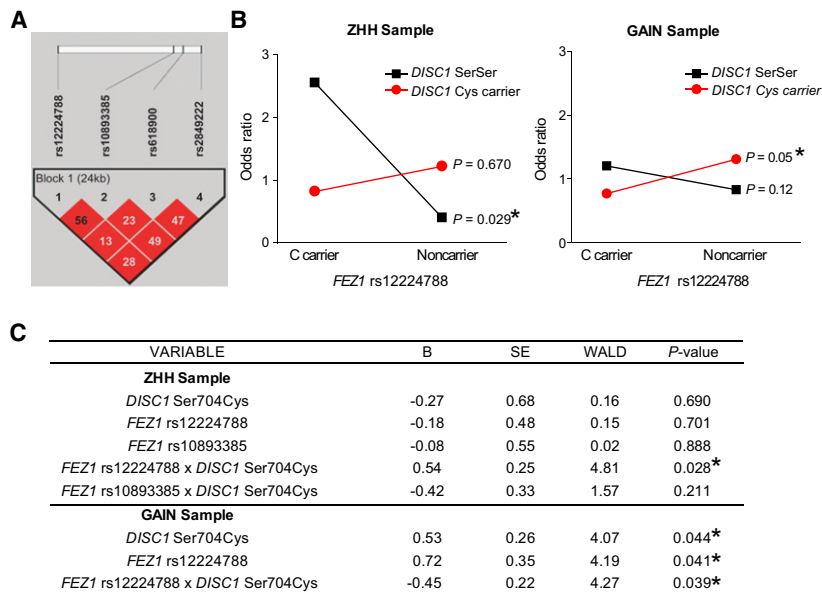 A
rs12224788
rs10893385
rs618900
rs2849222
Block 1 (24kb)
1 2 3 4
56 23 47
13 49
28
B
ZHH Sample
3
2
1
0
Odds ratio
DISC1 SerSer
DISC1 Cys carrier
P = 0.670
P = 0.029*
C carrier Noncarrier
FEZ1 rs12224788
GAIN Sample
3
2
1
0
Odds ratio
DISC1 SerSer
DISC1 Cys carrier
P = 0.05*
P = 0.12
C carrier Noncarrier
FEZ1 rs12224788
C
VARIABLE B SE WALD P-value
ZHH Sample
DISC1 Ser704Cys -0.27 0.68 0.16 0.690
FEZ1 rs12224788 -0.18 0.48 0.15 0.701
FEZ1 rs10893385 -0.08 0.55 0.02 0.888
FEZ1 rs12224788 x DISC1 Ser704Cys 0.54 0.25 4.81 0.028*
FEZ1 rs10893385 x DISC1 Ser704Cys -0.42 0.33 1.57 0.211
GAIN Sample
DISC1 Ser704Cys 0.53 0.26 4.07 0.044*
FEZ1 rs12224788 0.72 0.35 4.19 0.041*
FEZ1 rs12224788 x DISC1 Ser704Cys -0.45 0.22 4.27 0.039*